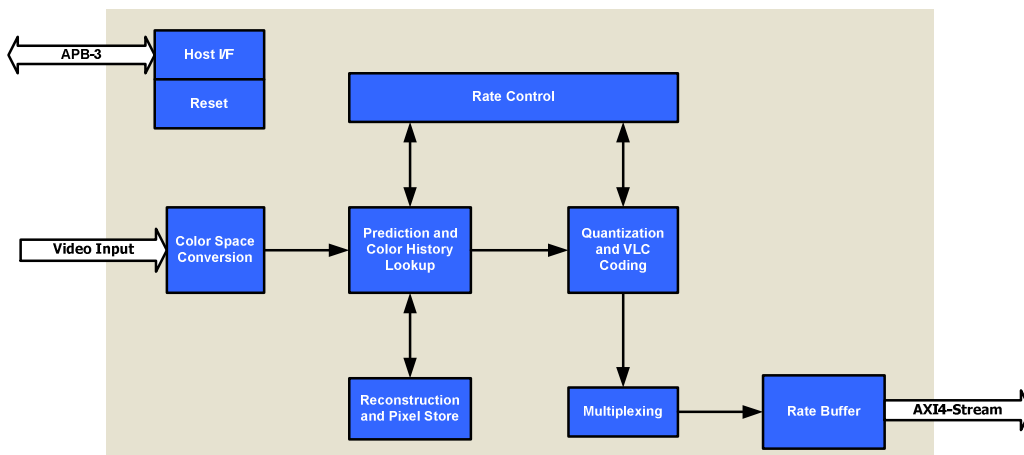 APB-3
Host I/F
Reset
Rate Control
Video Input
Color Space
Conversion
Prediction and
Color History
Lookup
Quantization
and VLC
Coding
Reconstruction
and Pixel Store
Multiplexing
Rate Buffer
AXI4-Stream